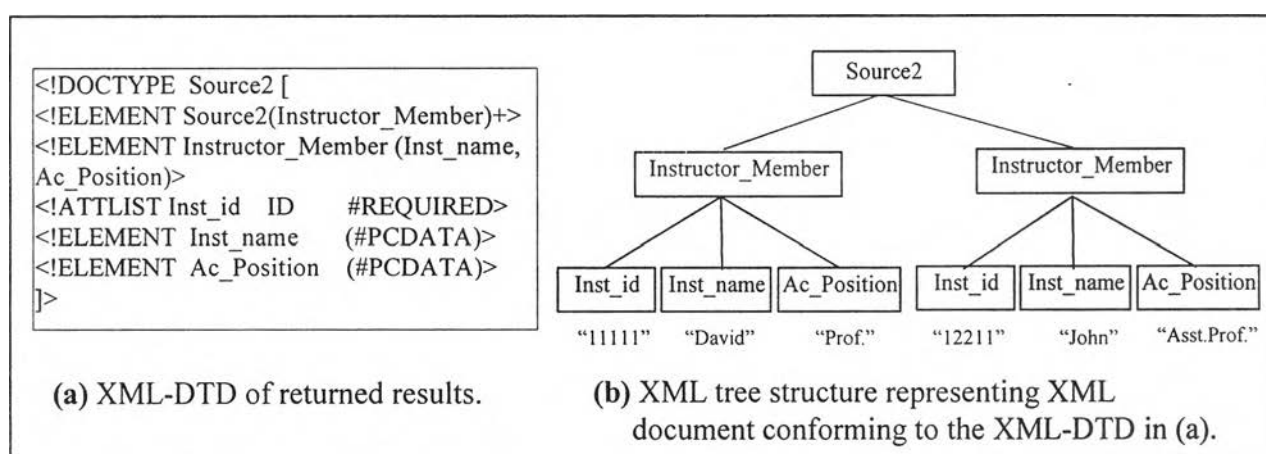 <!DOCTYPE Source2 [
<!ELEMENT Source2(Instructor_Member)+>
<!ELEMENT Instructor_Member (Inst_name,
Ac_Position)>
<!ATTLIST Inst_id ID #REQUIRED>
<!ELEMENT Inst_name (#PCDATA)>
<!ELEMENT Ac_Position (#PCDATA)>
]>
(a) XML-DTD of returned results.
Source2
Instructor_Member Instructor_Member
Inst_id Inst_name Ac_Position Inst_id Inst_name Ac_Position
“11111” “David” “Prof.” “12211” “John” “Asst.Prof.”
(b) XML tree structure representing XML
document conforming to the XML-DTD in (a).